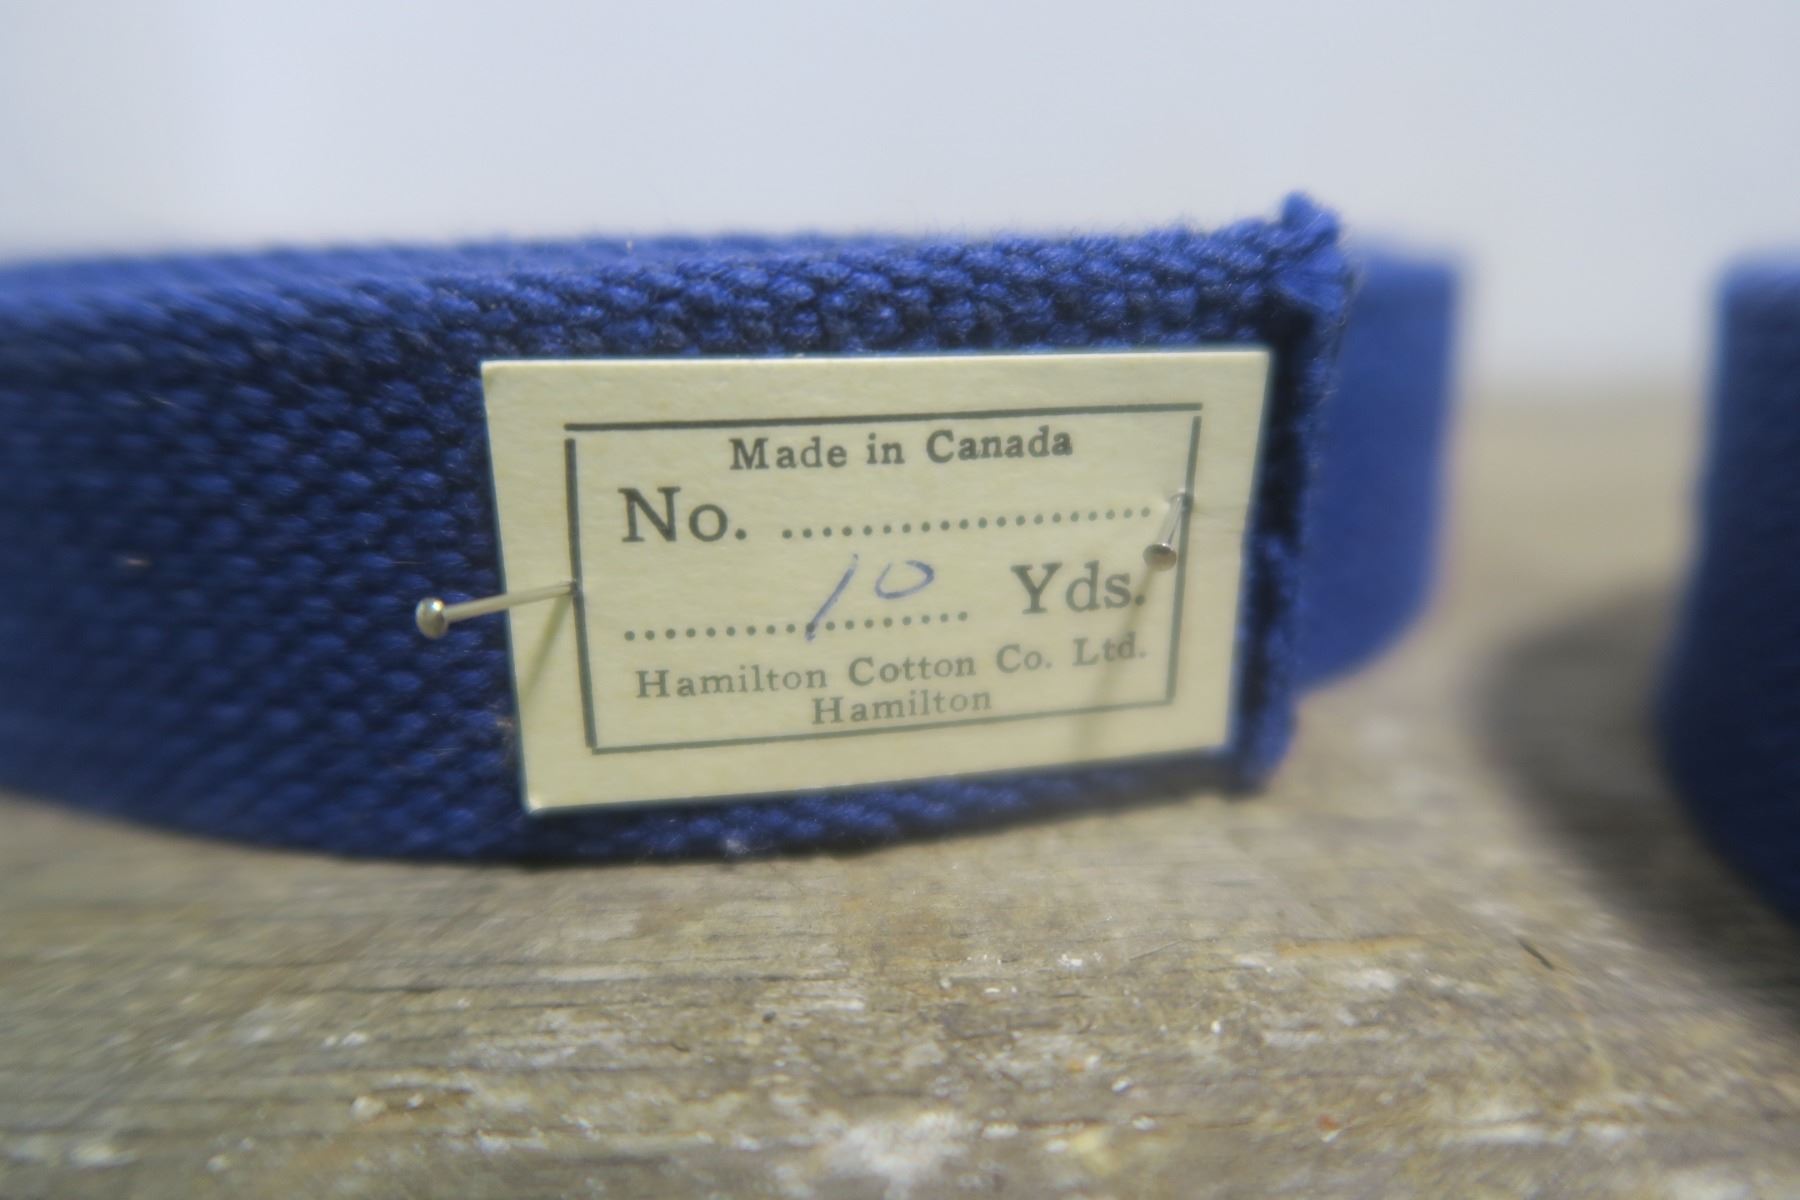 Made in Canada
No. ....................
10
.................... Yds.
Hamilton Cotton Co. Ltd.
Hamilton